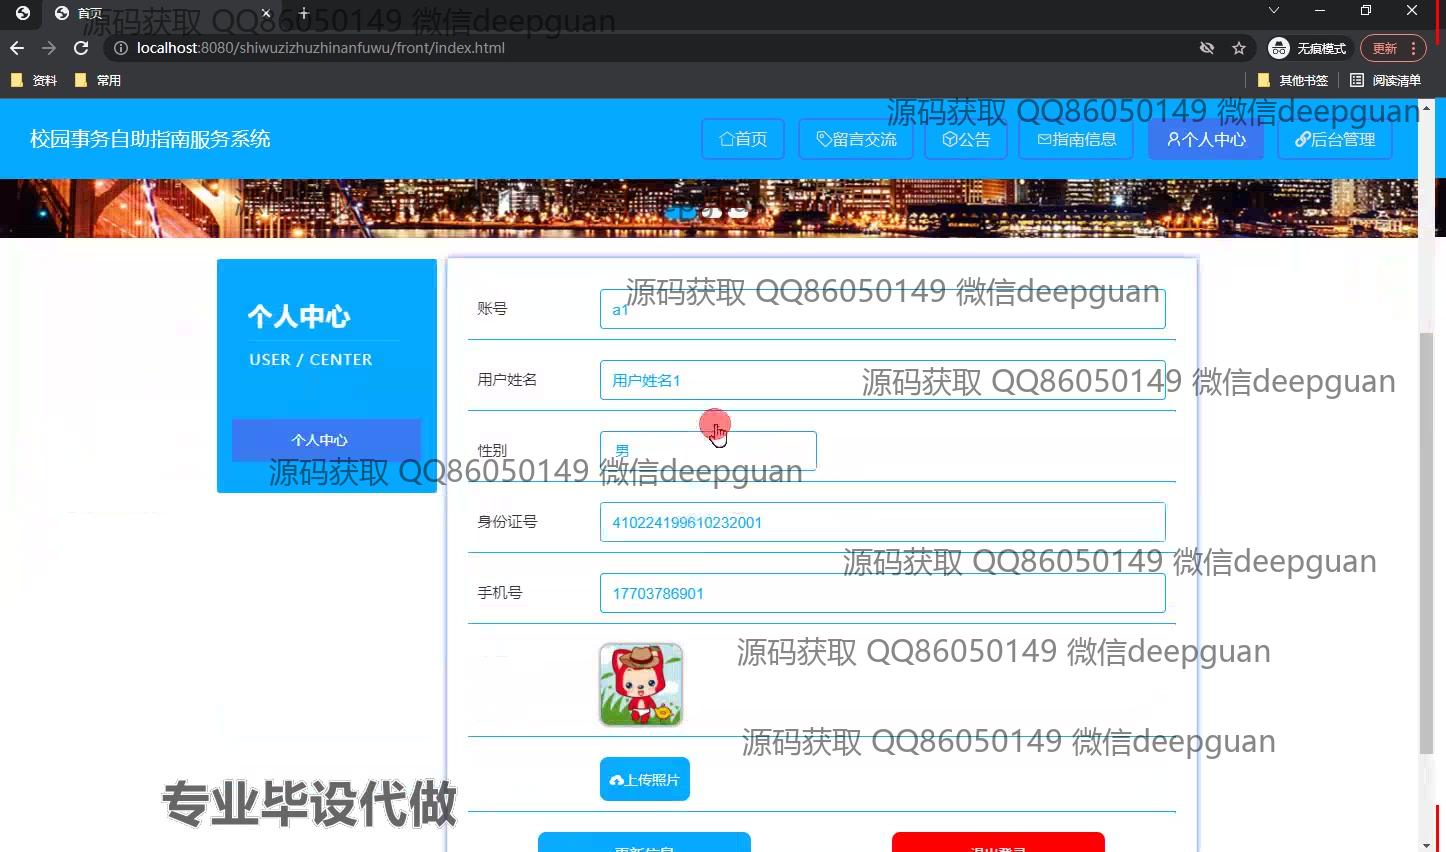 首页
源码获取 QQ86050149 微信deepguan
localhost:8080/shiwuzizhuzhinanfuwu/front/index.html
无痕模式
更新
资料
常用
其他书签
阅读清单
源码获取 QQ86050149 微信deepguan
校园事务自助指南服务系统
首页
留言交流
公告
指南信息
个人中心
后台管理
个人中心
USER / CENTER
个人中心
账号
a1
源码获取 QQ86050149 微信deepguan
用户姓名
用户姓名1
源码获取 QQ86050149 微信deepguan
性别
男
源码获取 QQ86050149 微信deepguan
身份证号
410224199610232001
源码获取 QQ86050149 微信deepguan
手机号
17703786901
源码获取 QQ86050149 微信deepguan
源码获取 QQ86050149 微信deepguan
上传照片
专业毕设代做
更新信息
退出登录